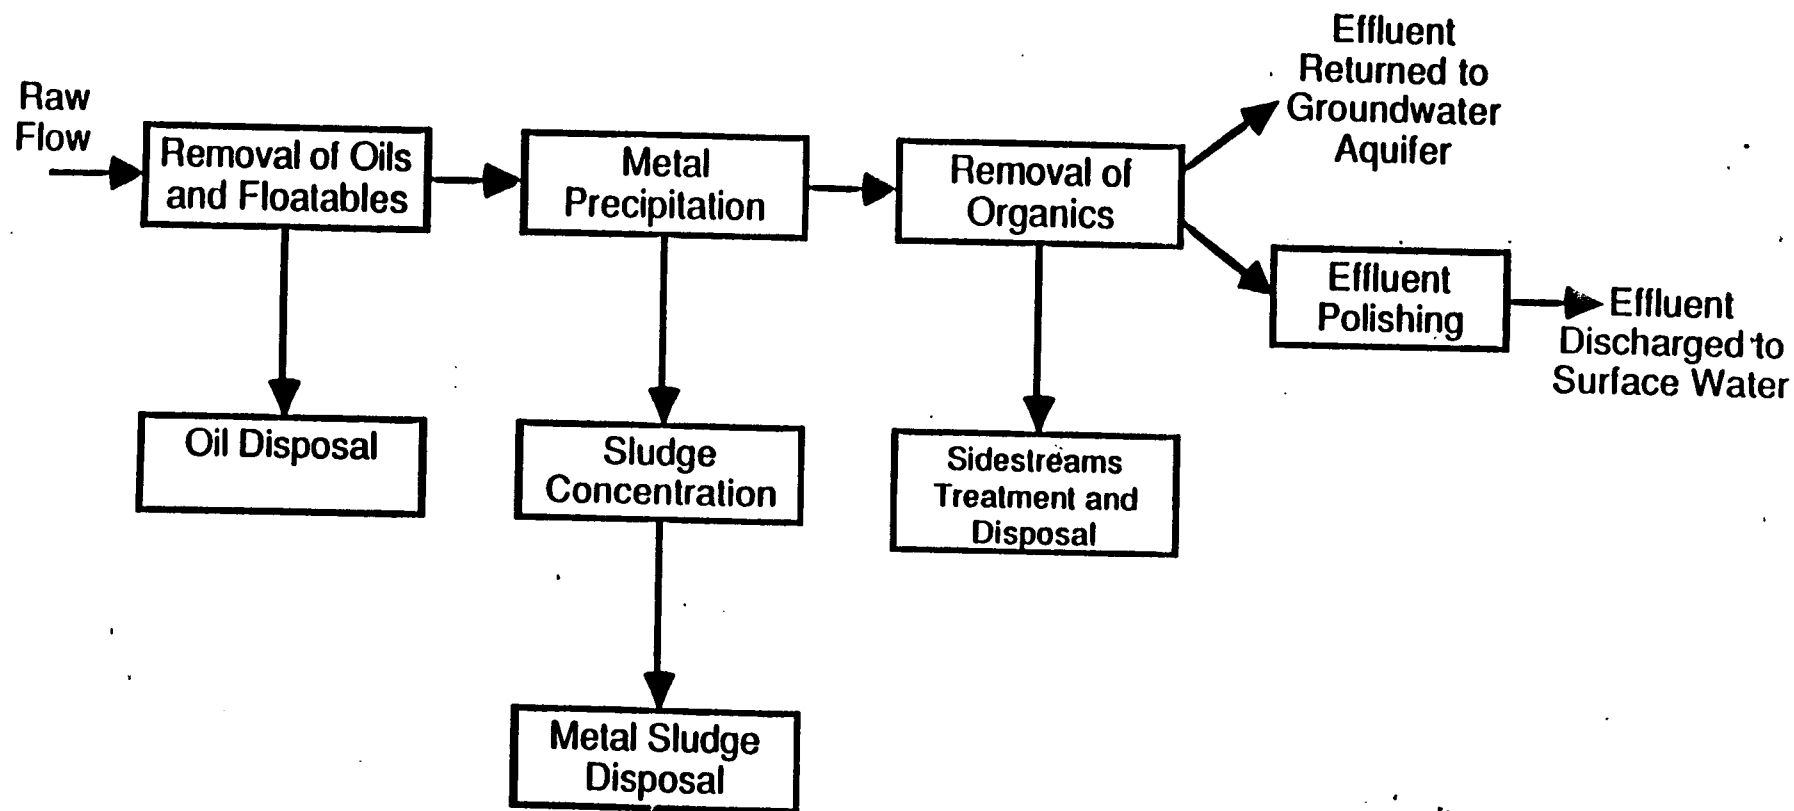 Raw
Flow
Removal of Oils
and Floatables
Metal
Precipitation
Removal of
Organics
Effluent
Returned to
Groundwater
Aquifer
Effluent
Polishing
Effluent
Discharged to
Surface Water
Oil Disposal
Sludge
Concentration
Sidestreams
Treatment and
Disposal
Metal Sludge
Disposal